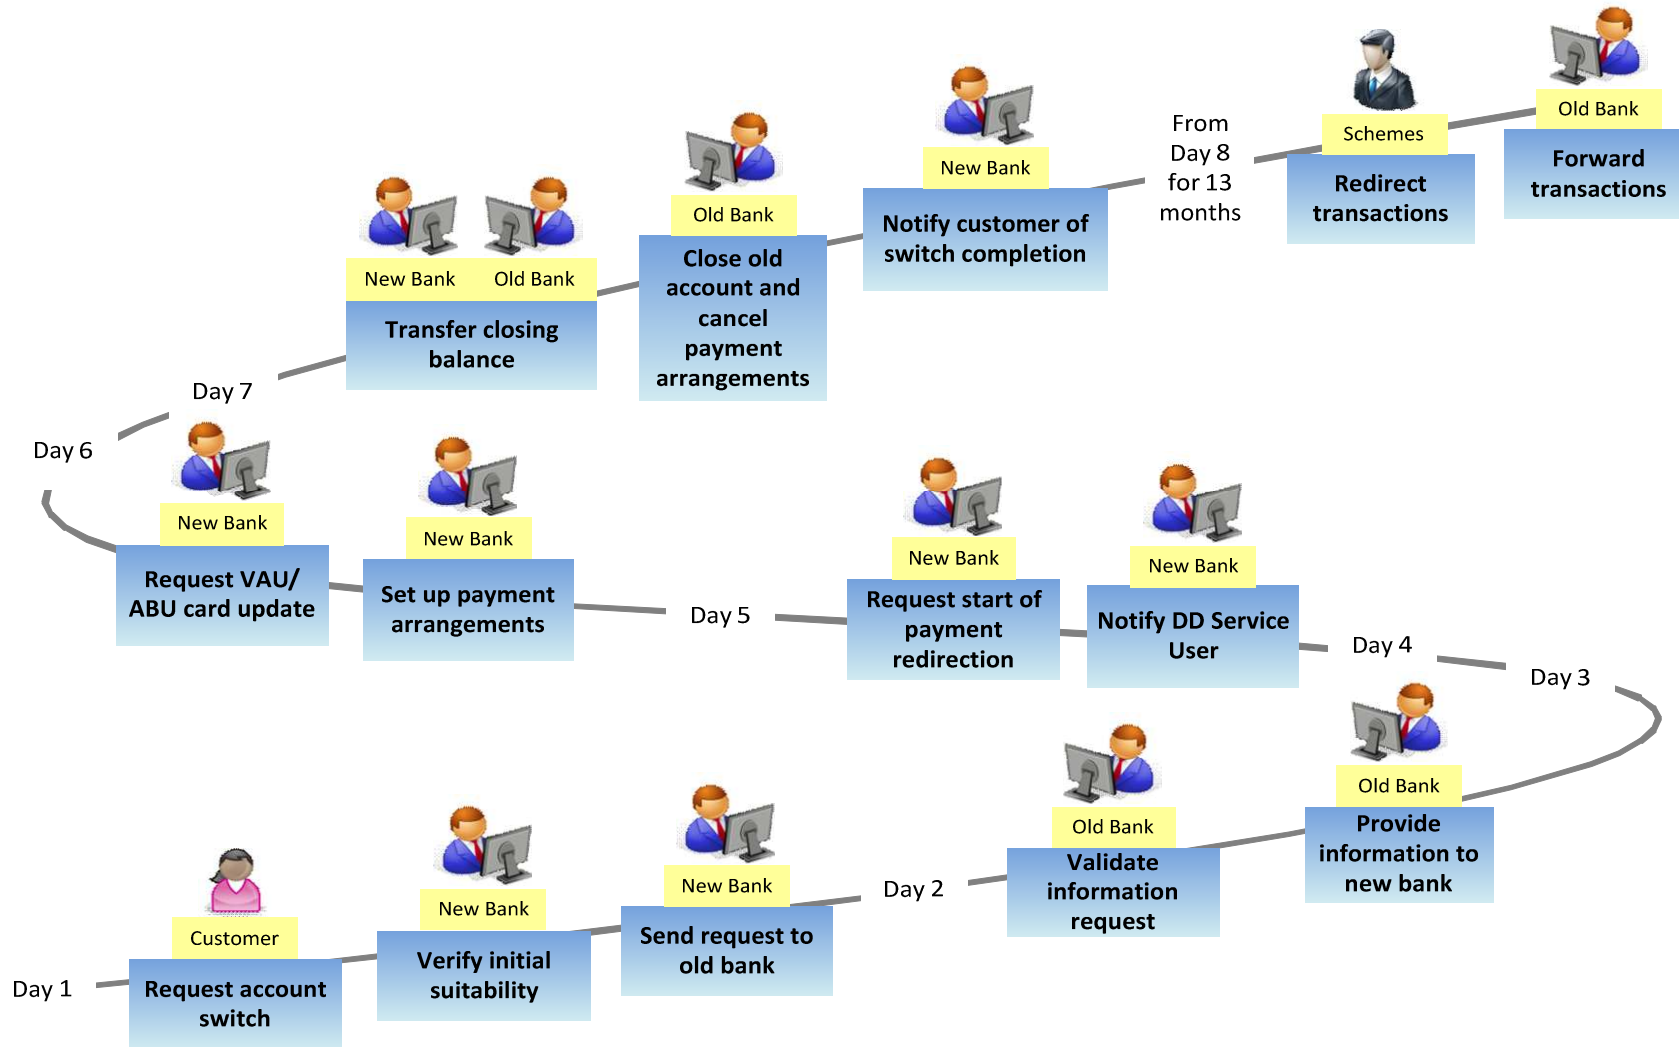 Day 1
Customer
Request account
switch
New Bank
Verify initial
suitability
New Bank
Send request to
old bank
Day 2
Old Bank
Validate
information
request
Old Bank
Provide
information to
new bank
Day 3
Day 4
New Bank
Notify DD Service
User
New Bank
Request start of
payment
redirection
Day 5
New Bank
Set up payment
arrangements
New Bank
Request VAU/
ABU card update
Day 6
Day 7
New Bank
Old Bank
Transfer closing
balance
Old Bank
Close old
account and
cancel
payment
arrangements
New Bank
Notify customer of
switch completion
From
Day 8
for 13
months
Schemes
Redirect
transactions
Old Bank
Forward
transactions